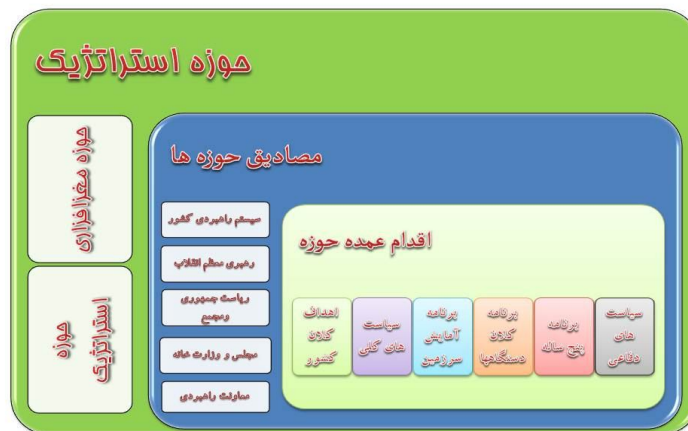 حوزه استراتژیک
حوزه مغزافزاری
حوزه
استراتژیک
مصادیق حوزه ها
سیستم راهبردی کشور
رهبری معظم انقلاب
ریاست جمهوری
ومجمع
مجلس و وزارت خانه
معاونت راهبردی
اقدام عمده حوزه
سیاست
های
دفاعی
برنامه
پنج ساله
برنامه
کلان
دستگاهها
برنامه
آمایش
سرزمین
سیاست
های کلی
اهداف
کلان
کشور